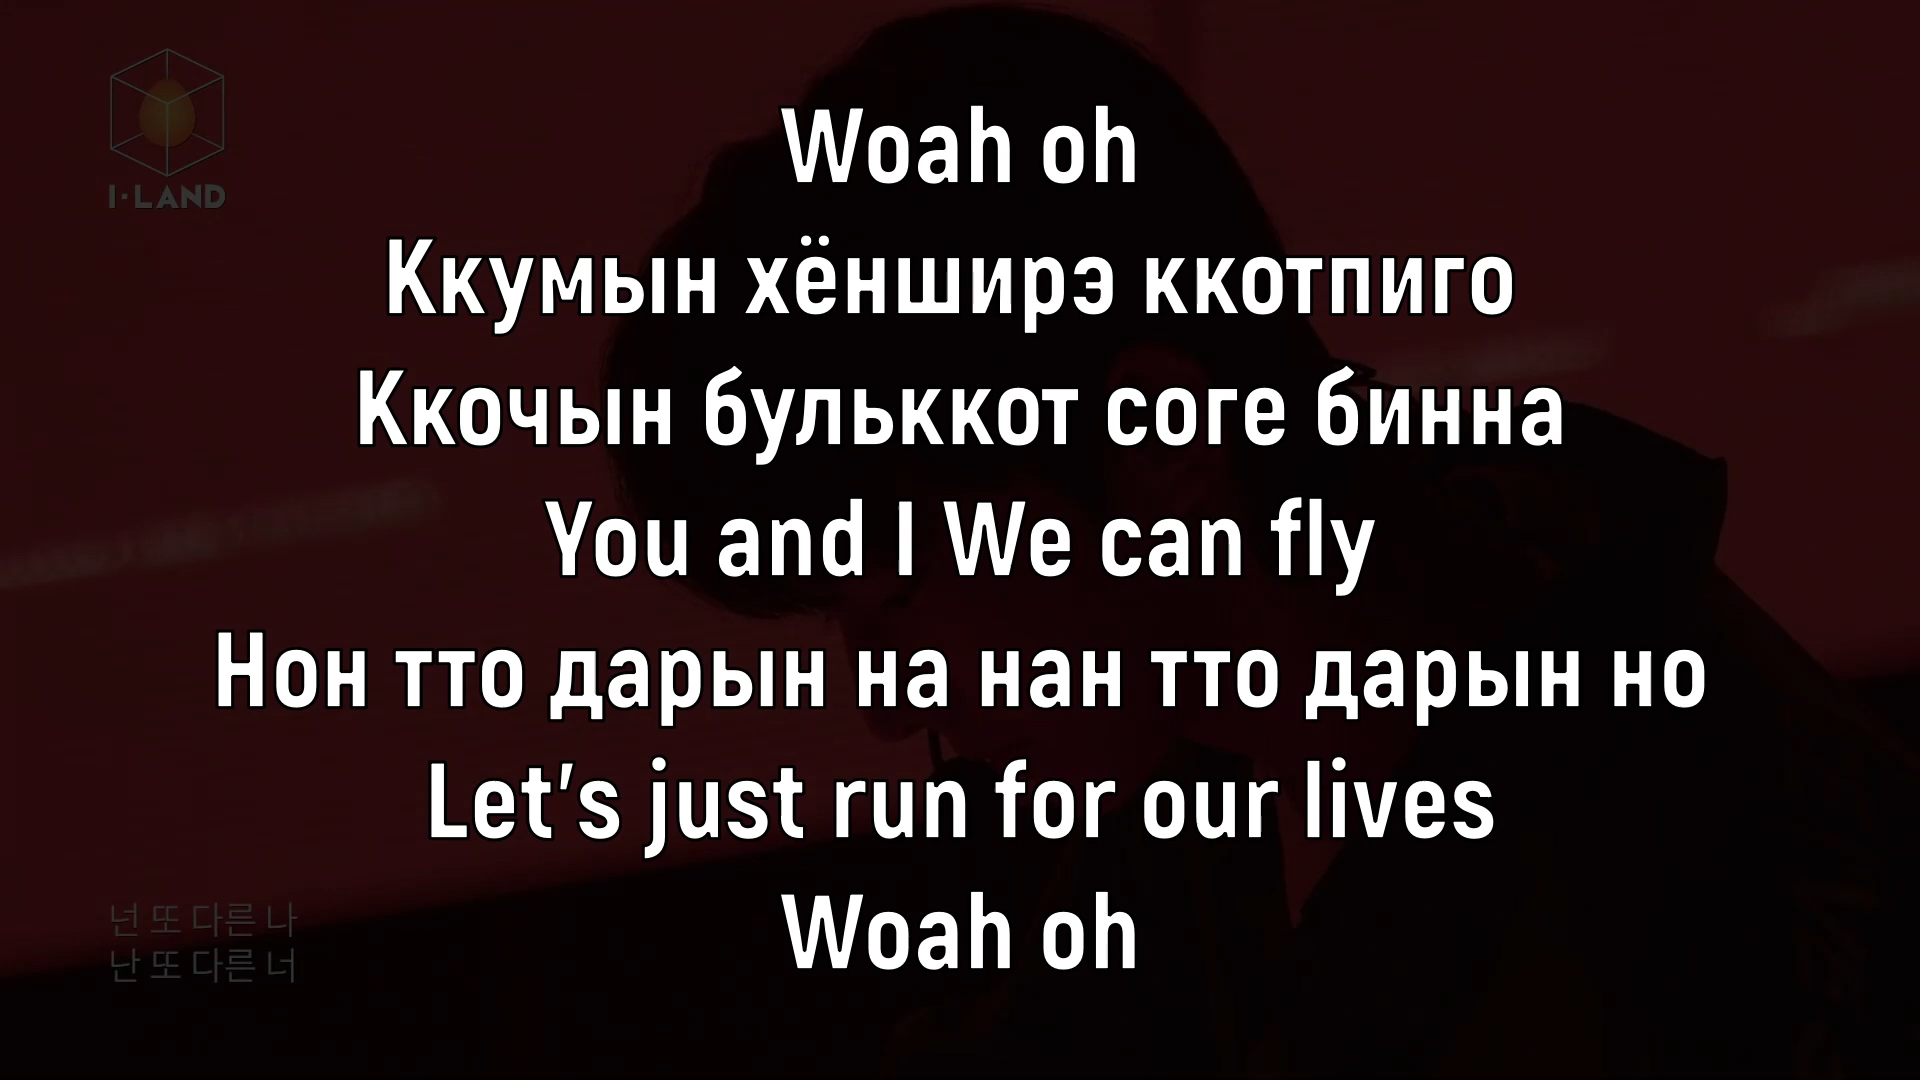 I·LAND
Woah oh
Ккумын хёнширэ ккотпиго
Ккочын булькkот соге бинна
You and I We can fly
Нон тто дарын на нан тто дарын но
Let's just run for our lives
Woah oh
넌 또 다른 나
난 또 다른 너